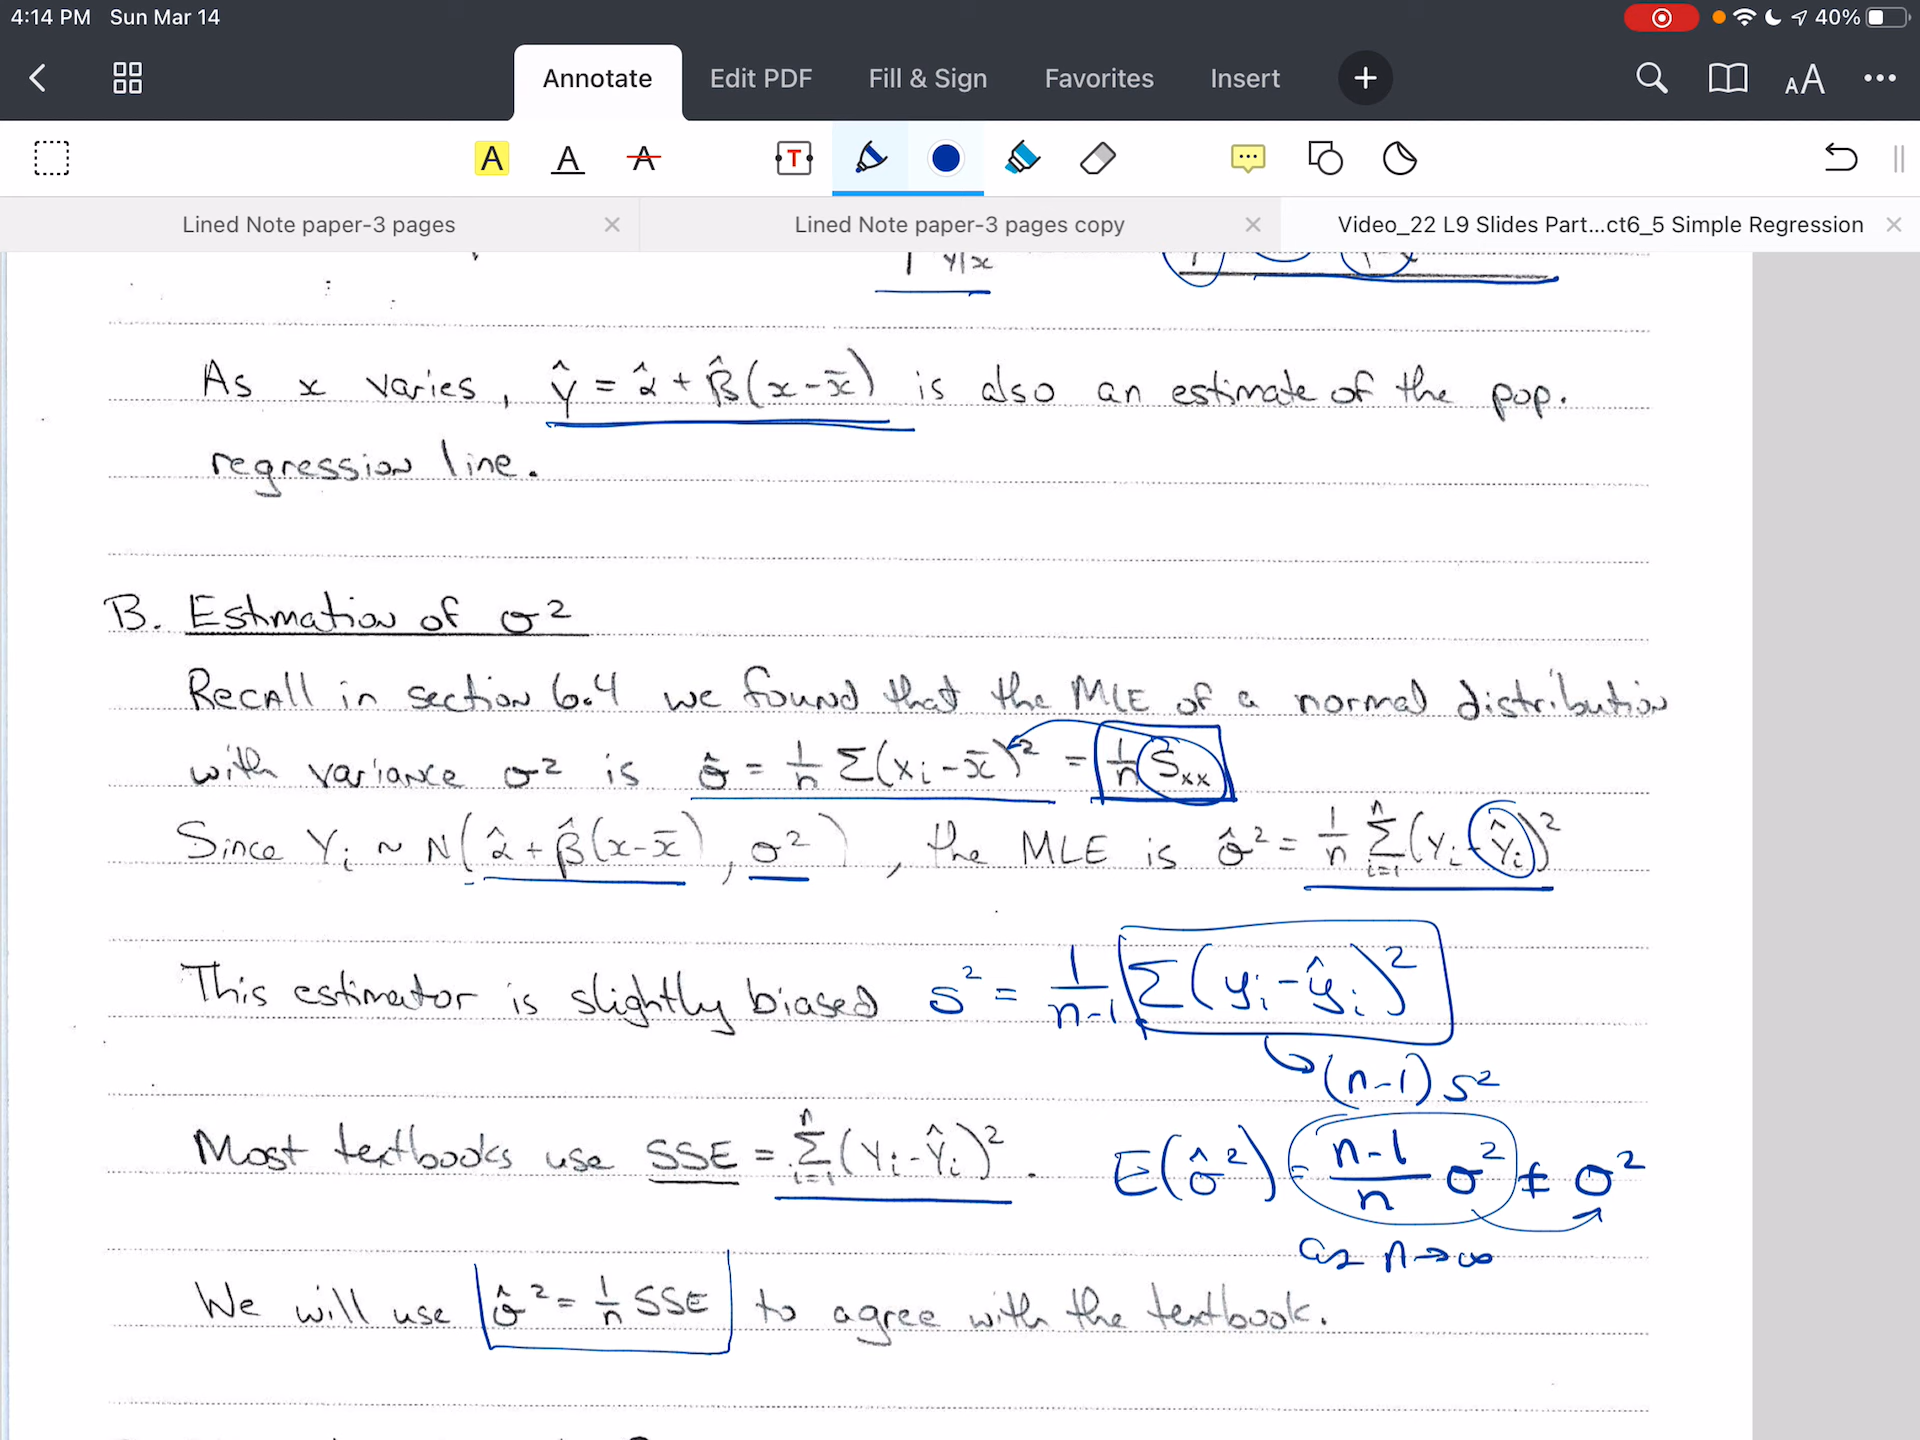 4:14 PM Sun Mar 14 40%
Annotate Edit PDF Fill & Sign Favorites Insert
Lined Note paper-3 pages Lined Note paper-3 pages copy Video_22 L9 Slides Part...ct6_5 Simple Regression
Y|x
As x varies, Ŷ = α̂ + β̂(x-x̄) is also an estimate of the pop.
regression line.
B. Estimation of σ²
Recall in section 6.4 we found that the MLE of a normal distribution
with variance σ² is σ̂ = 1/n Σ(xi-x̄)² = 1/n Sxx
Since Yi ~ N(α̂ + β̂(x-x̄), σ²), the MLE is σ̂² = 1/n Σ_{i=1}^{n} (Yi-Ŷi)²
This estimator is slightly biased s² = 1/(n-1) Σ(yi-ŷi)²
(n-1)s²
Most textbooks use SSE = Σ_{i=1}^{n} (Yi-Ŷi)². E(σ̂²) = (n-1)/n σ² ≠ σ²
as n→∞
We will use σ̂² = 1/n SSE to agree with the textbook.